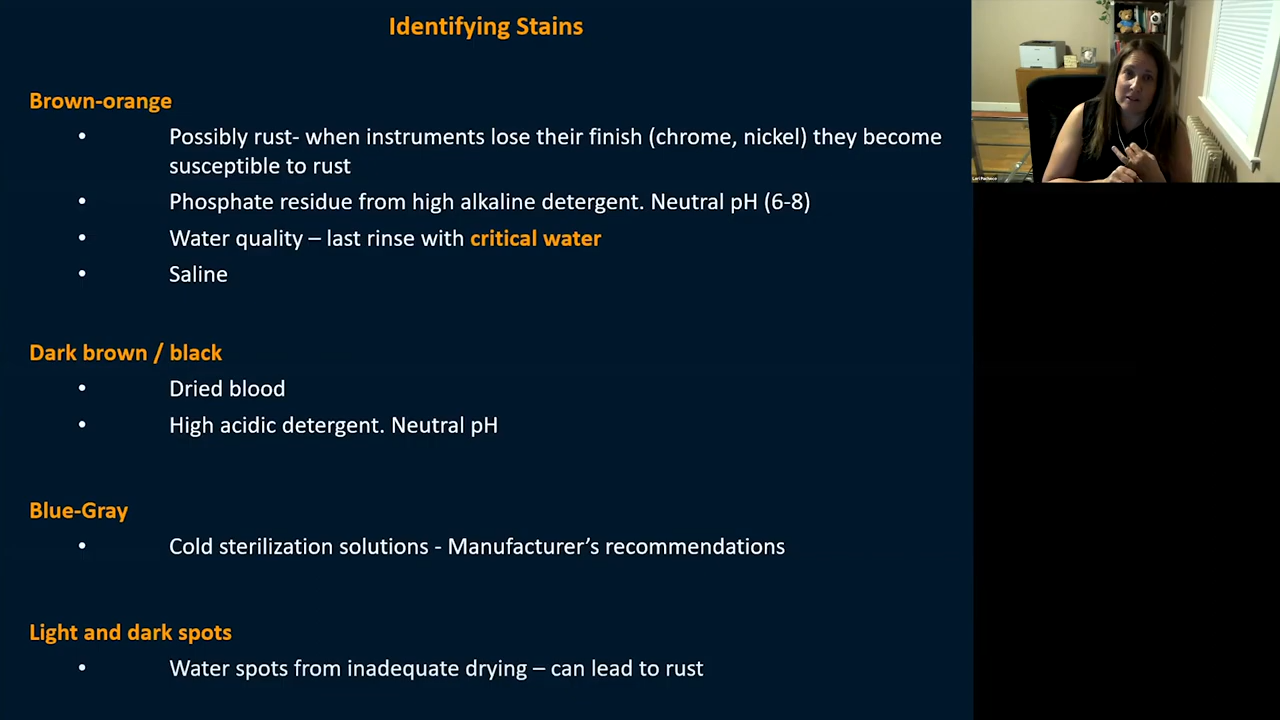 Identifying Stains
Brown-orange
• Possibly rust- when instruments lose their finish (chrome, nickel) they become
susceptible to rust
• Phosphate residue from high alkaline detergent. Neutral pH (6-8)
• Water quality – last rinse with critical water
• Saline
Dark brown / black
• Dried blood
• High acidic detergent. Neutral pH
Blue-Gray
• Cold sterilization solutions - Manufacturer’s recommendations
Light and dark spots
• Water spots from inadequate drying – can lead to rust
Lori Pacheco